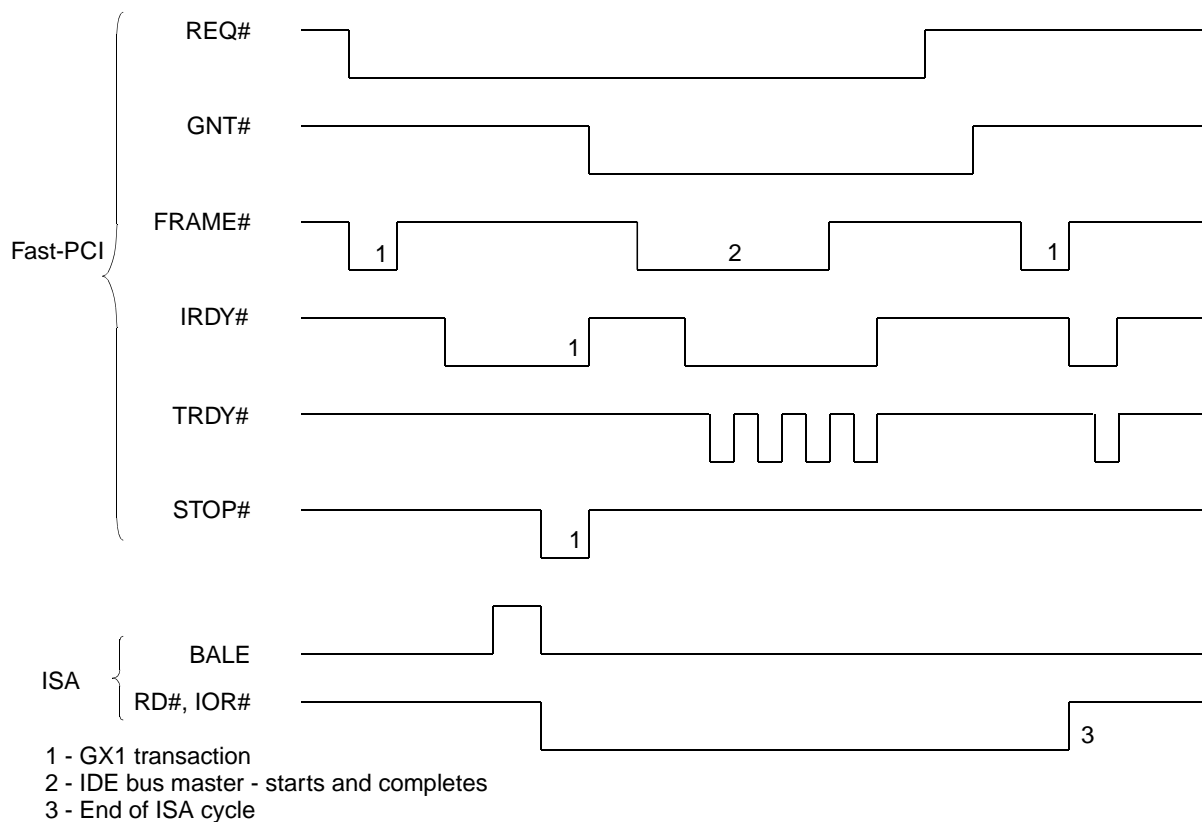 REQ#
GNT#
FRAME#
1
2
1
Fast-PCI
IRDY#
1
TRDY#
STOP#
1
BALE
ISA
RD#, IOR#
3
1 - GX1 transaction
2 - IDE bus master - starts and completes
3 - End of ISA cycle